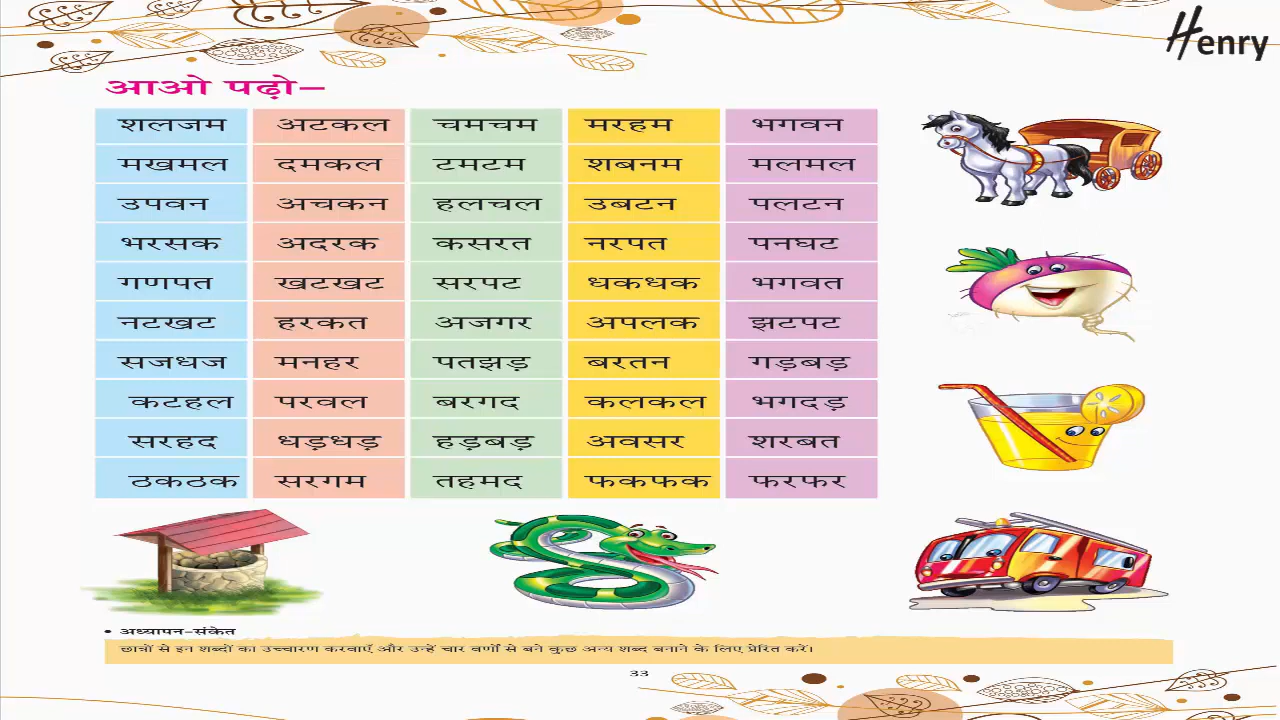 Henry
आओ पढ़ो–
शलजम अटकल चमचम मरहम भगवन
मखमल दमकल टमटम शबनम मलमल
उपवन अचकन हलचल उबटन पलटन
भरसक अदरक कसरत नरपत पनघट
गणपत खटखट सरपट धकधक भगवत
नटखट हरकत अजगर अपलक झटपट
सजधज मनहर पतझड़ बरतन गड़बड़
कटहल परवल बरगद कलकल भगदड़
सरहद धड़धड़ हड़बड़ अवसर शरबत
ठकठक सरगम तहमद फकफक फरफर
• अध्यापन-संकेत
छात्रों से इन शब्दों का उच्चारण करवाएँ और उन्हें चार वर्णों से बने कुछ अन्य शब्द बनाने के लिए प्रेरित करें।
33